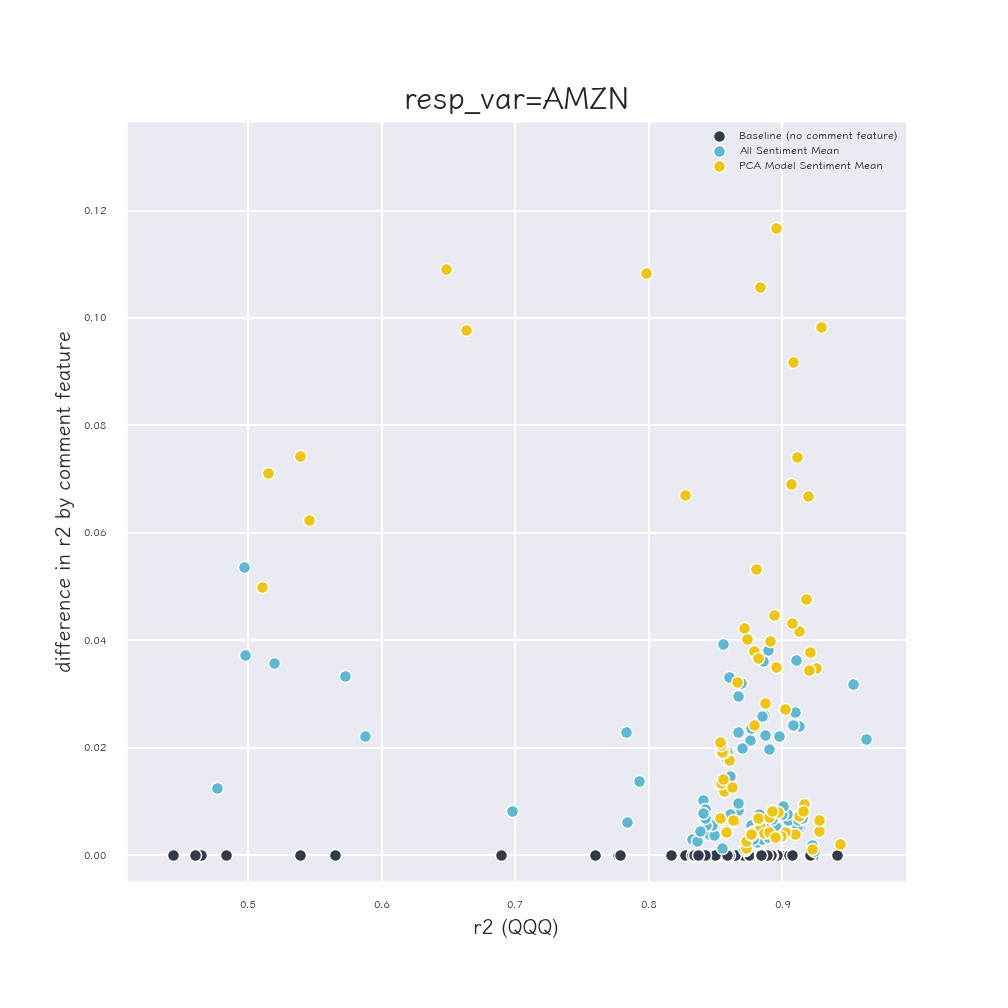 resp_var=AMZN
Baseline (no comment feature)
All Sentiment Mean
PCA Model Sentiment Mean
difference in r2 by comment feature
0.12
0.10
0.08
0.06
0.04
0.02
0.00
0.5 0.6 0.7 0.8 0.9
r2 (QQQ)